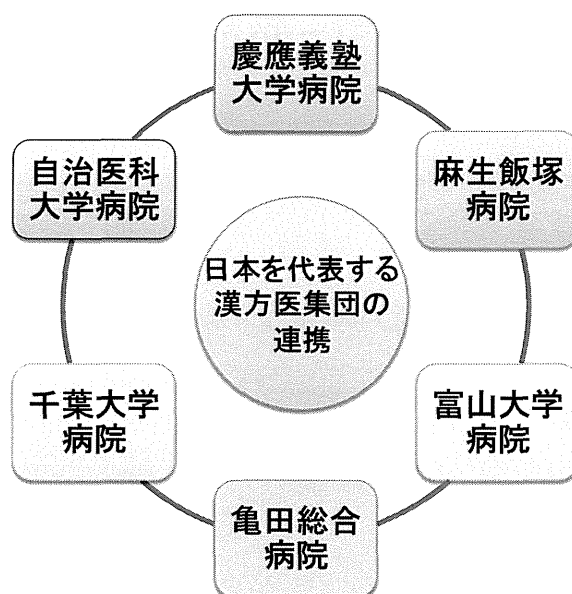 慶應義塾
大学病院
麻生飯塚
病院
富山大学
病院
亀田総合
病院
千葉大学
病院
自治医科
大学病院
日本を代表する
漢方医集団の
連携